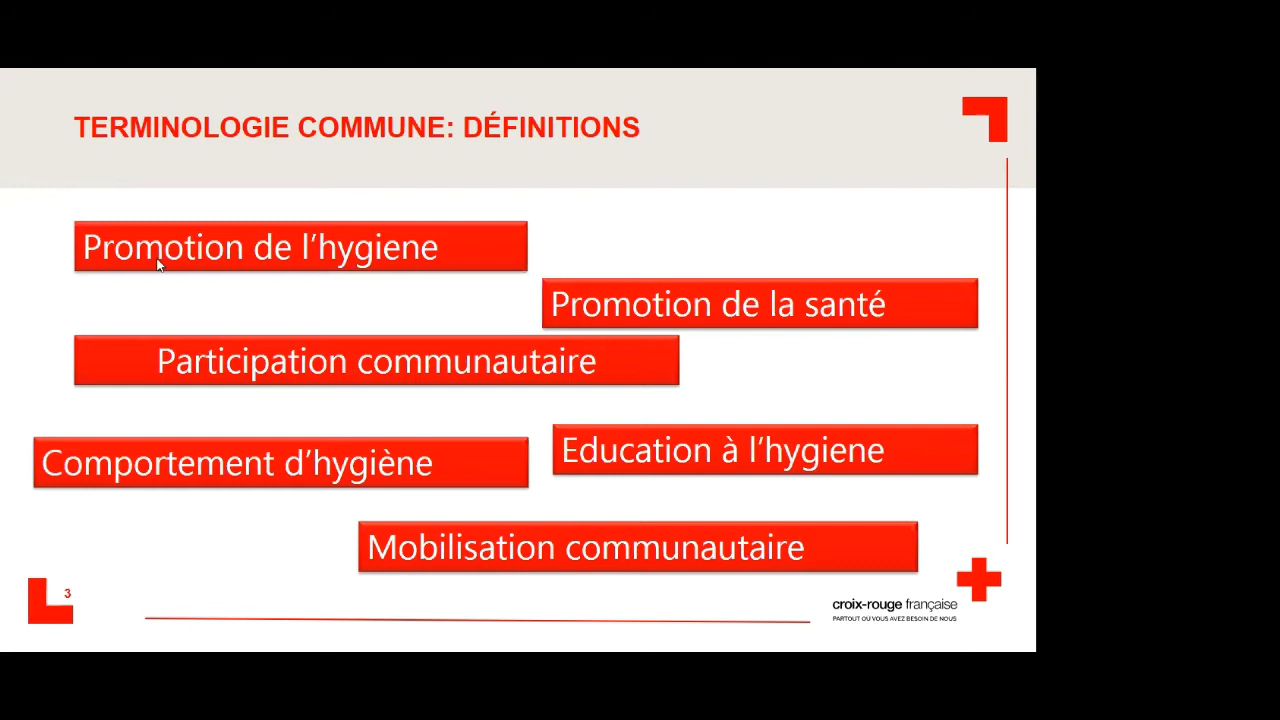 TERMINOLOGIE COMMUNE: DÉFINITIONS
Promotion de l’hygiene
Promotion de la santé
Participation communautaire
Education à l’hygiene
Comportement d’hygiène
Mobilisation communautaire
3
croix-rouge française
PARTOUT OÙ VOUS AVEZ BESOIN DE NOUS